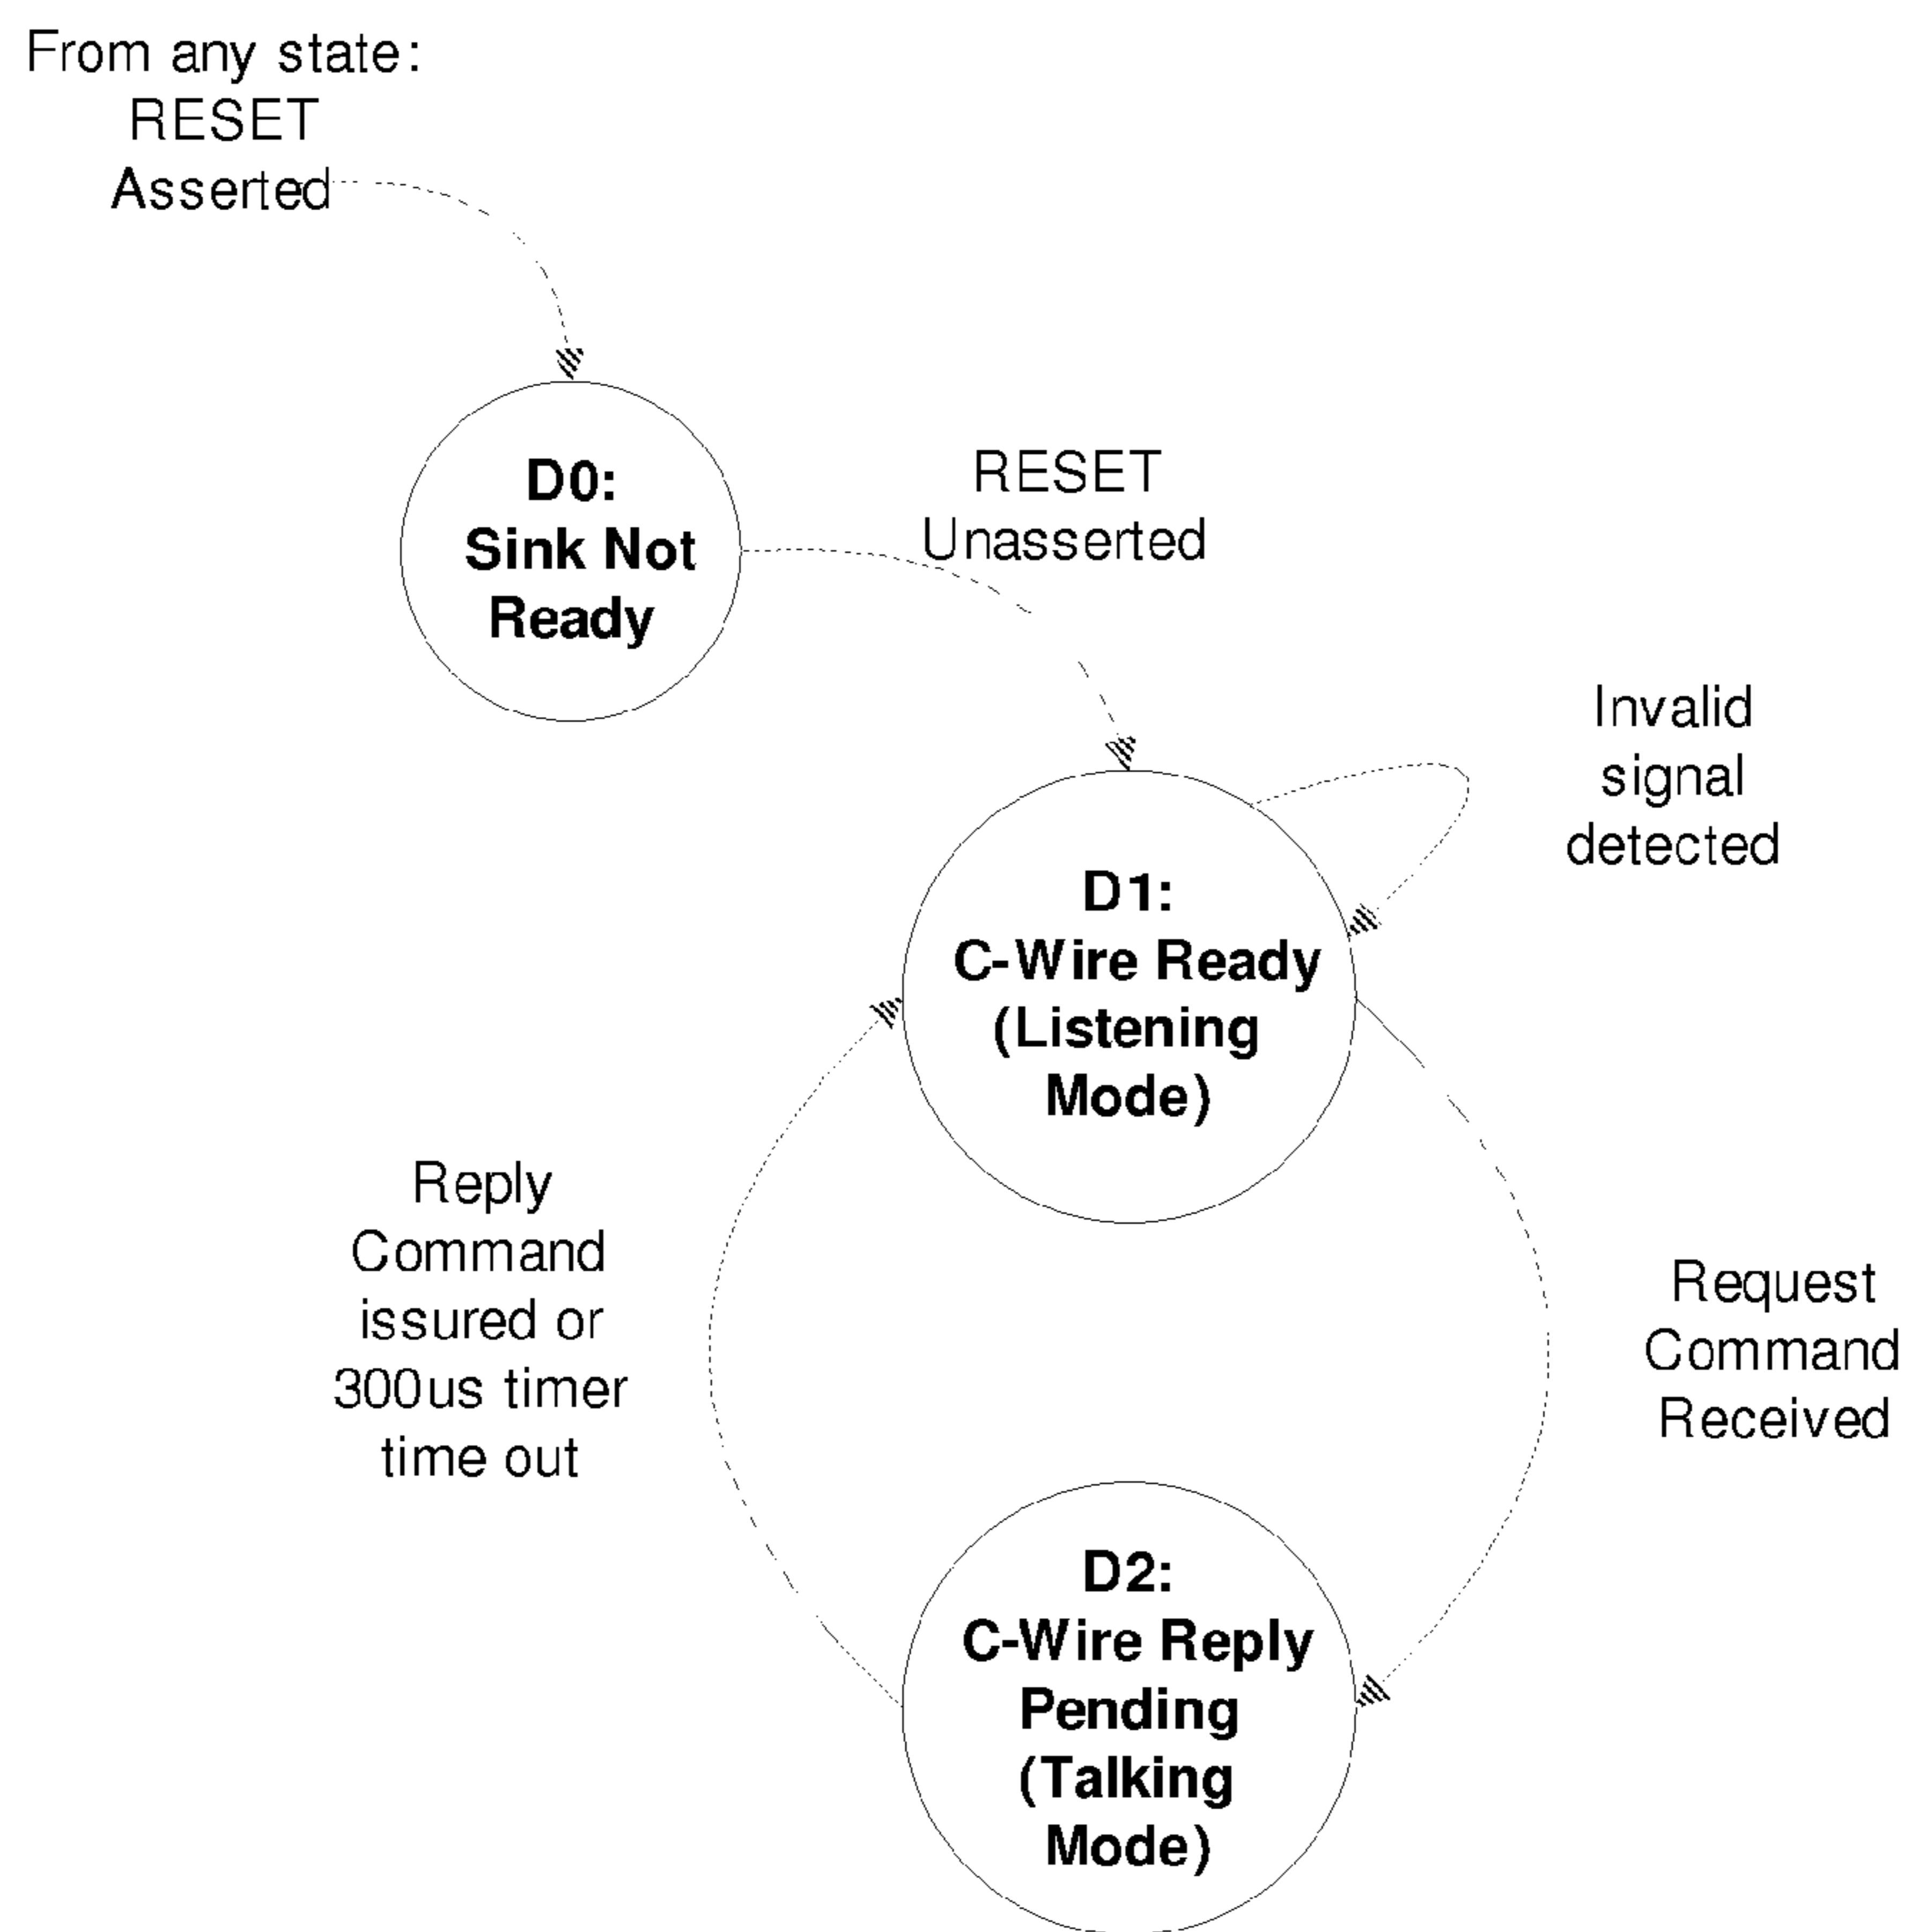 From any state:
RESET
Asserted
D0:
Sink Not
Ready
RESET
Unasserted
Invalid
signal
detected
D1:
C-Wire Ready
(Listening
Mode)
Reply
Command
issured or
300us timer
time out
Request
Command
Received
D2:
C-Wire Reply
Pending
(Talking
Mode)